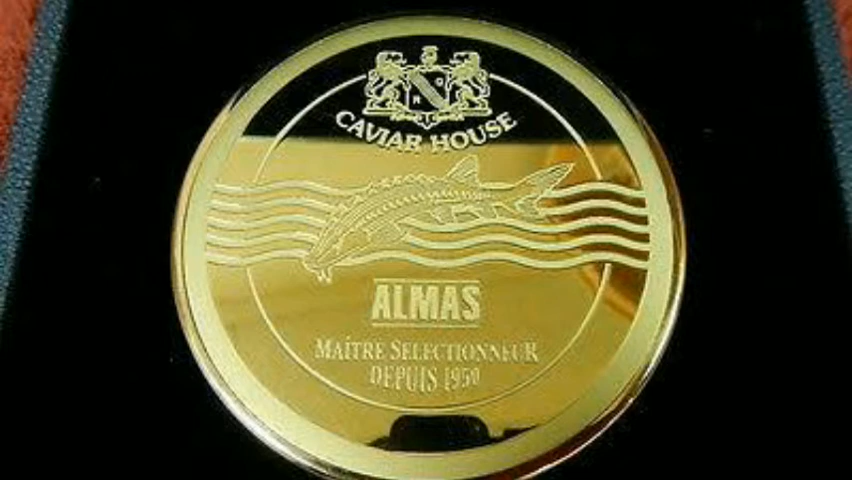 CAVIAR HOUSE
ALMAS
MAÎTRE SELECTIONNEUR
DEPUIS 1950